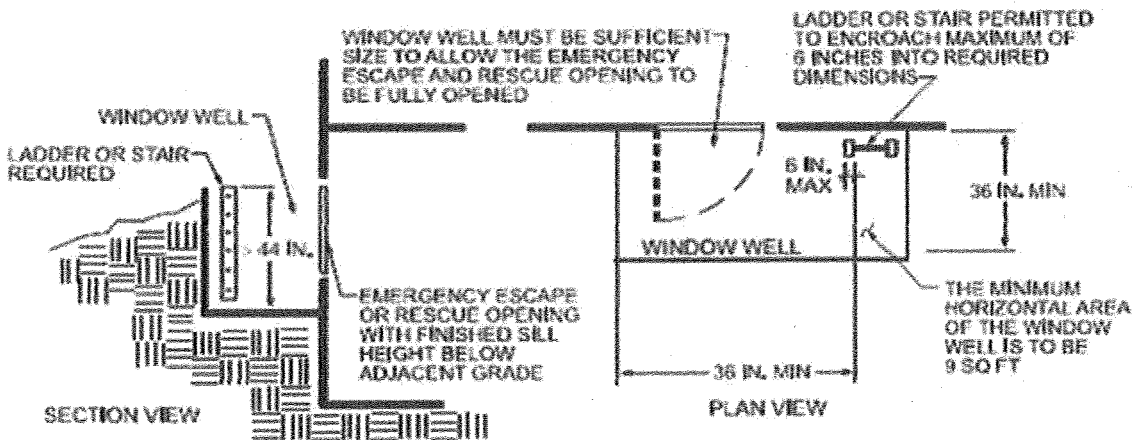 WINDOW WELL MUST BE SUFFICIENT
SIZE TO ALLOW THE EMERGENCY
ESCAPE AND RESCUE OPENING TO
BE FULLY OPENED
LADDER OR STAIR PERMITTED
TO ENCROACH MAXIMUM OF
6 INCHES INTO REQUIRED
DIMENSIONS
WINDOW WELL
LADDER OR STAIR
REQUIRED
> 44 IN.
6 IN.
MAX
36 IN. MIN
WINDOW WELL
EMERGENCY ESCAPE
OR RESCUE OPENING
WITH FINISHED SILL
HEIGHT BELOW
ADJACENT GRADE
THE MINIMUM
HORIZONTAL AREA
OF THE WINDOW
WELL IS TO BE
9 SQ FT
36 IN. MIN
SECTION VIEW
PLAN VIEW